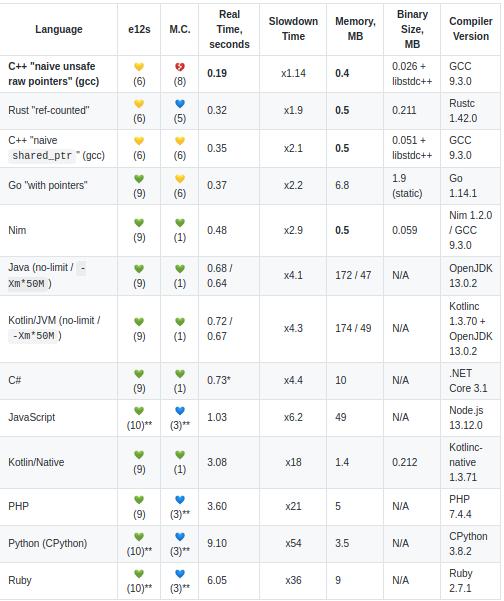 Language e12s M.C. Real Time, seconds Slowdown Time Memory, MB Binary Size, MB Compiler Version
C++ "naive unsafe raw pointers" (gcc) 💛 (6) 💔 (8) 0.19 x1.14 0.4 0.026 + libstdc++ GCC 9.3.0
Rust "ref-counted" 💛 (6) 💙 (5) 0.32 x1.9 0.5 0.211 Rustc 1.42.0
C++ "naive shared_ptr " (gcc) 💛 (6) 💛 (6) 0.35 x2.1 0.5 0.051 + libstdc++ GCC 9.3.0
Go "with pointers" 💚 (9) 💛 (6) 0.37 x2.2 6.8 1.9 (static) Go 1.14.1
Nim 💚 (9) 💚 (1) 0.48 x2.9 0.5 0.059 Nim 1.2.0 / GCC 9.3.0
Java (no-limit / -Xm*50M ) 💚 (9) 💚 (1) 0.68 / 0.64 x4.1 172 / 47 N/A OpenJDK 13.0.2
Kotlin/JVM (no-limit / -Xm*50M ) 💚 (9) 💚 (1) 0.72 / 0.67 x4.3 174 / 49 N/A Kotlinc 1.3.70 + OpenJDK 13.0.2
C# 💚 (9) 💚 (1) 0.73* x4.4 10 N/A .NET Core 3.1
JavaScript 💚 (10)** 💙 (3)** 1.03 x6.2 49 N/A Node.js 13.12.0
Kotlin/Native 💚 (9) 💚 (1) 3.08 x18 1.4 0.212 Kotlinc-native 1.3.71
PHP 💚 (9) 💙 (3)** 3.60 x21 5 N/A PHP 7.4.4
Python (CPython) 💚 (10)** 💙 (3)** 9.10 x54 3.5 N/A CPython 3.8.2
Ruby 💚 (10)** 💙 (3)** 6.05 x36 9 N/A Ruby 2.7.1